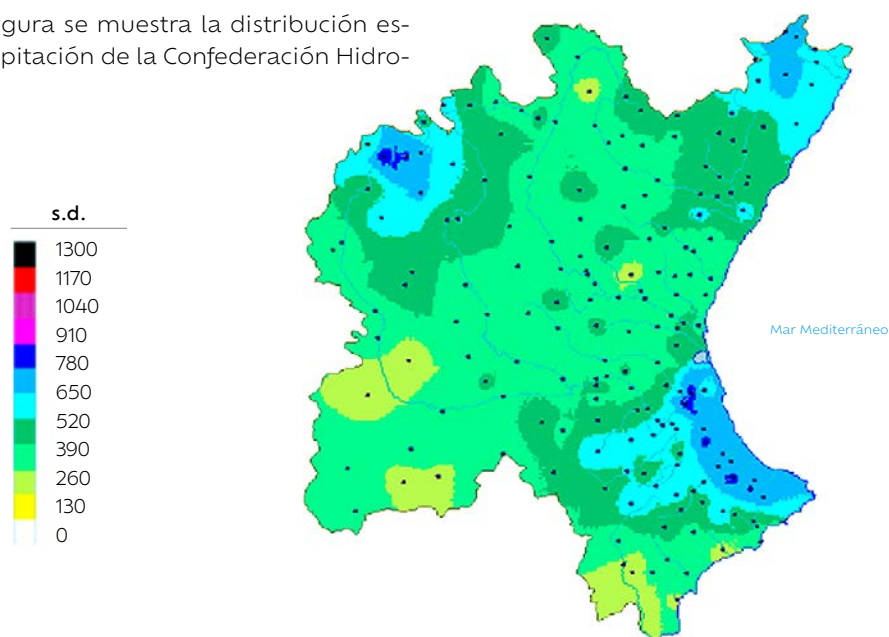 gura se muestra la distribución es-
pitación de la Confederación Hidro-
s.d.
1300
1170
1040
910
780
650
520
390
260
130
0
Mar Mediterráneo